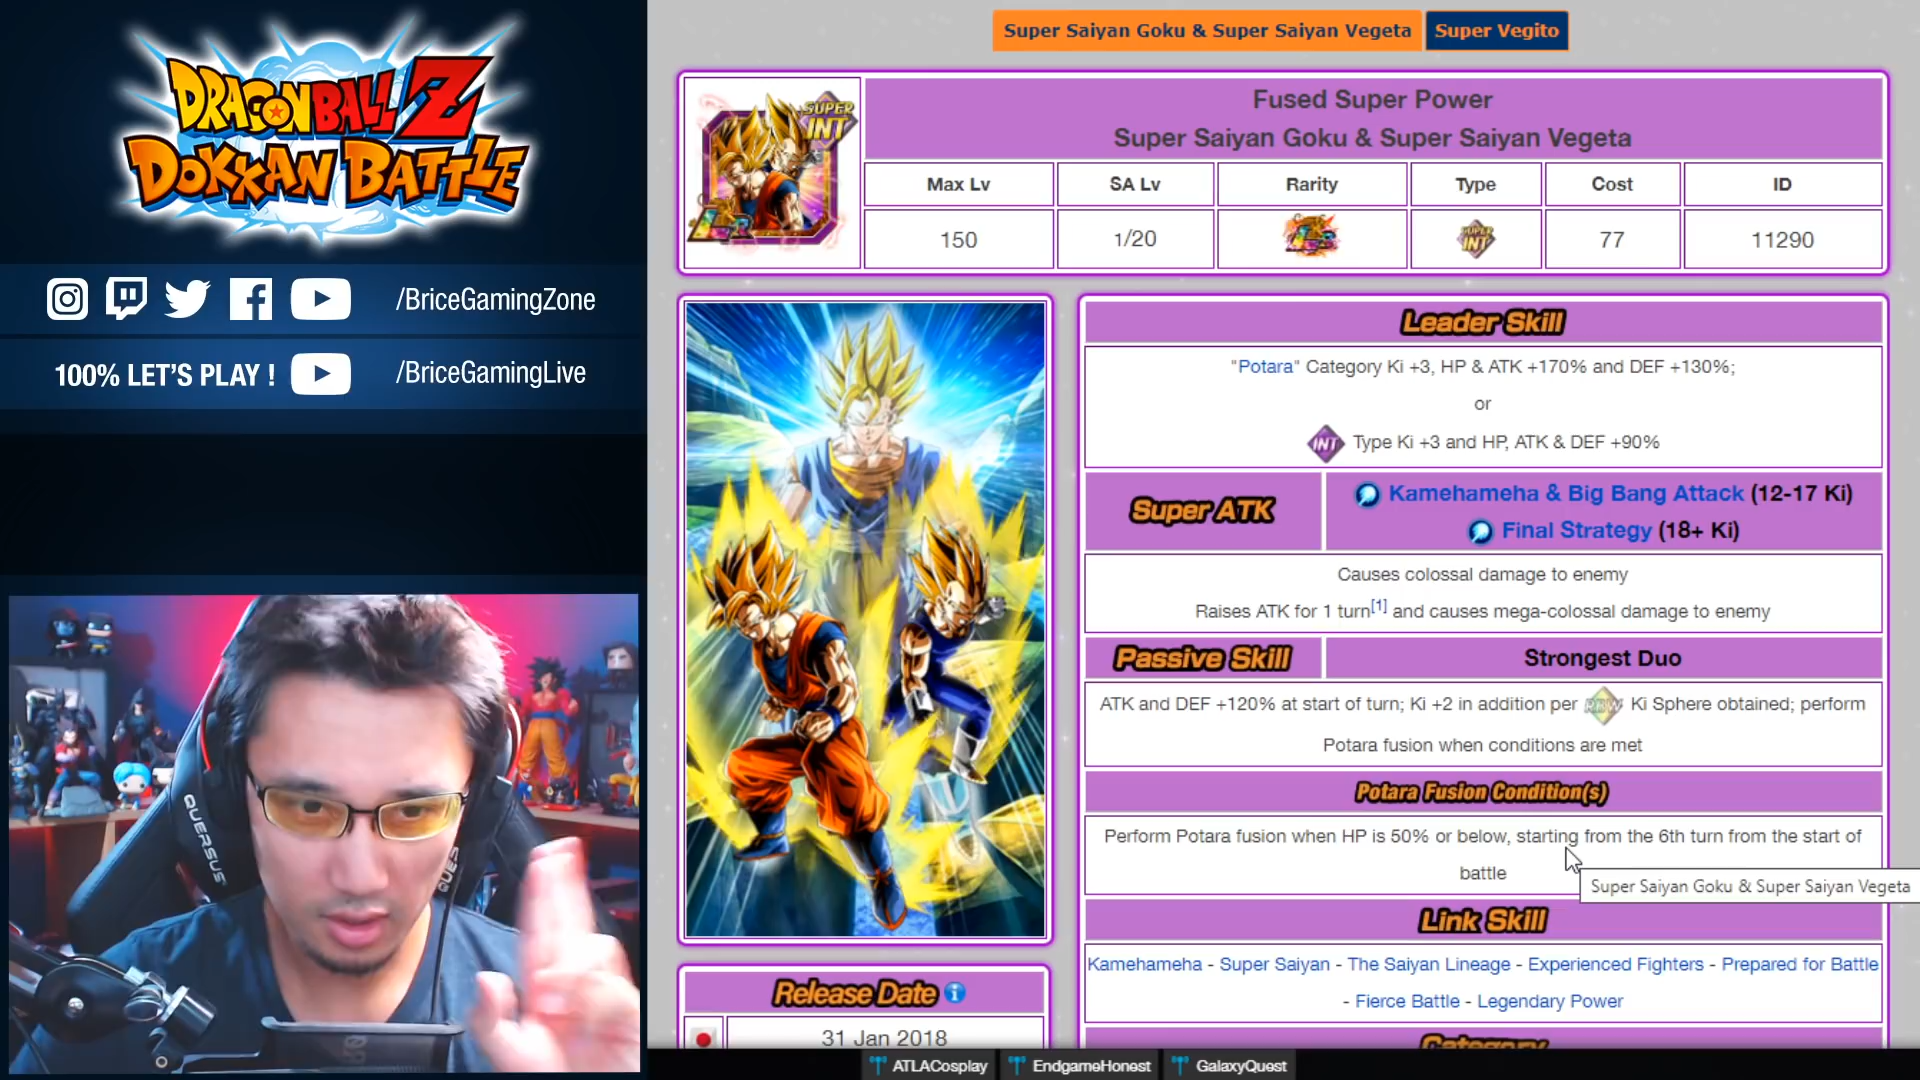 DRAGON BALL Z
DOKKAN BATTLE
/BriceGamingZone
100% LET'S PLAY !
/BriceGamingLive
QUERSUS
Super Saiyan Goku & Super Saiyan Vegeta
Super Vegito
SUPER
INT
LR
Fused Super Power
Super Saiyan Goku & Super Saiyan Vegeta
Max Lv
SA Lv
Rarity
Type
Cost
ID
150
1/20
LR
SUPER
INT
77
11290
Leader Skill
"Potara" Category Ki +3, HP & ATK +170% and DEF +130%;
or
INT Type Ki +3 and HP, ATK & DEF +90%
Super ATK
Kamehameha & Big Bang Attack (12-17 Ki)
Final Strategy (18+ Ki)
Causes colossal damage to enemy
Raises ATK for 1 turn[1] and causes mega-colossal damage to enemy
Passive Skill
Strongest Duo
ATK and DEF +120% at start of turn; Ki +2 in addition per RBW Ki Sphere obtained; perform
Potara fusion when conditions are met
Potara Fusion Condition(s)
Perform Potara fusion when HP is 50% or below, starting from the 6th turn from the start of
battle
Super Saiyan Goku & Super Saiyan Vegeta
Link Skill
Kamehameha - Super Saiyan - The Saiyan Lineage - Experienced Fighters - Prepared for Battle
- Fierce Battle - Legendary Power
Category
Release Date
31 Jan 2018
ATLACosplay
EndgameHonest
GalaxyQuest